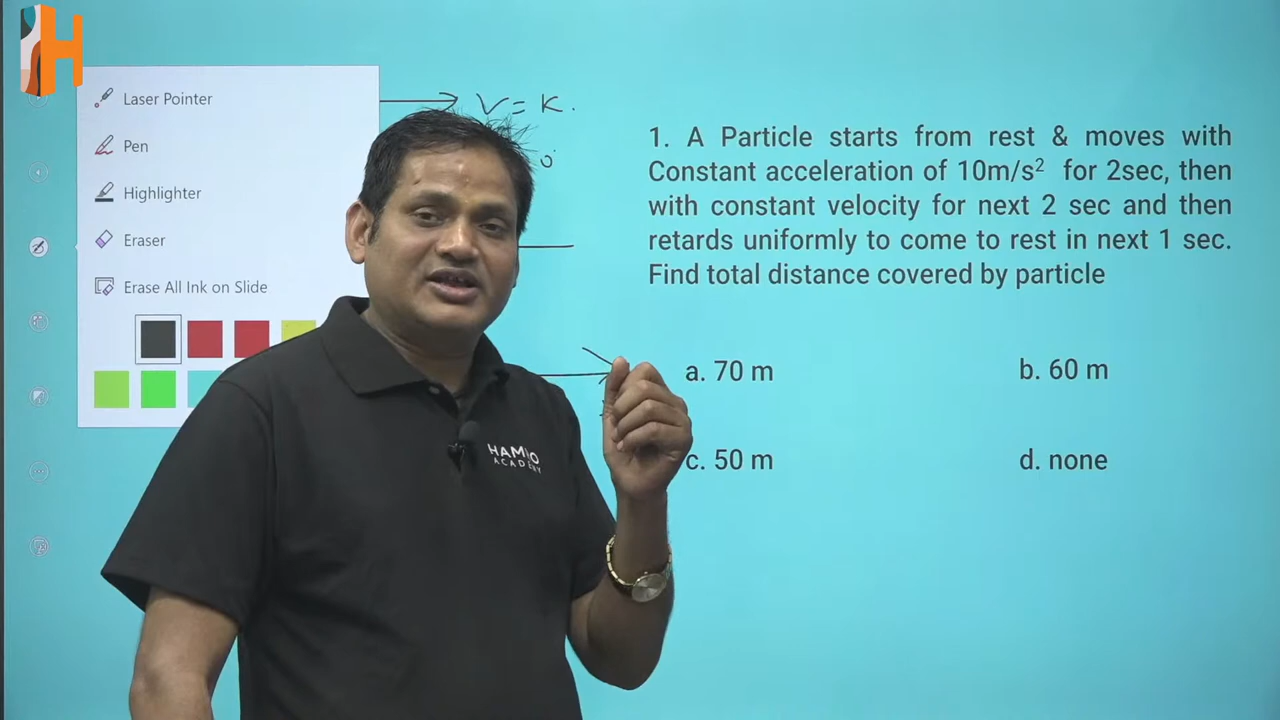 H
Laser Pointer
Pen
Highlighter
Eraser
Erase All Ink on Slide
V = K.
0
1. A Particle starts from rest & moves with
Constant acceleration of 10m/s² for 2sec, then
with constant velocity for next 2 sec and then
retards uniformly to come to rest in next 1 sec.
Find total distance covered by particle
a. 70 m
b. 60 m
c. 50 m
d. none
ACADEMY